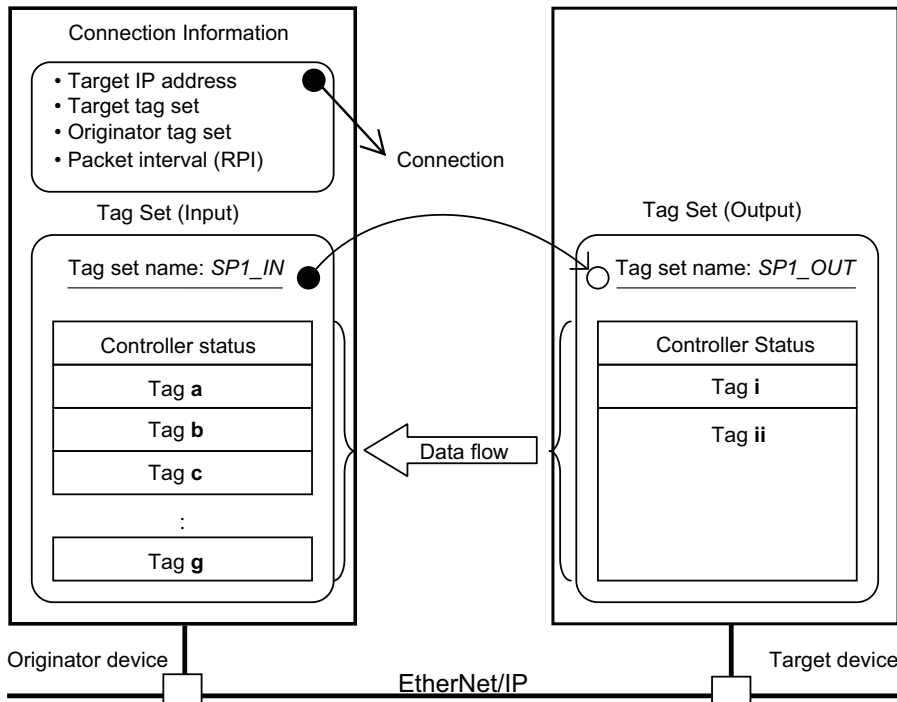 Connection Information
• Target IP address
• Target tag set
• Originator tag set
• Packet interval (RPI)
Connection
Tag Set (Input)
Tag set name: SP1_IN
Controller status
Tag a
Tag b
Tag c
:
Tag g
Data flow
Tag Set (Output)
Tag set name: SP1_OUT
Controller Status
Tag i
Tag ii
Originator device
EtherNet/IP
Target device